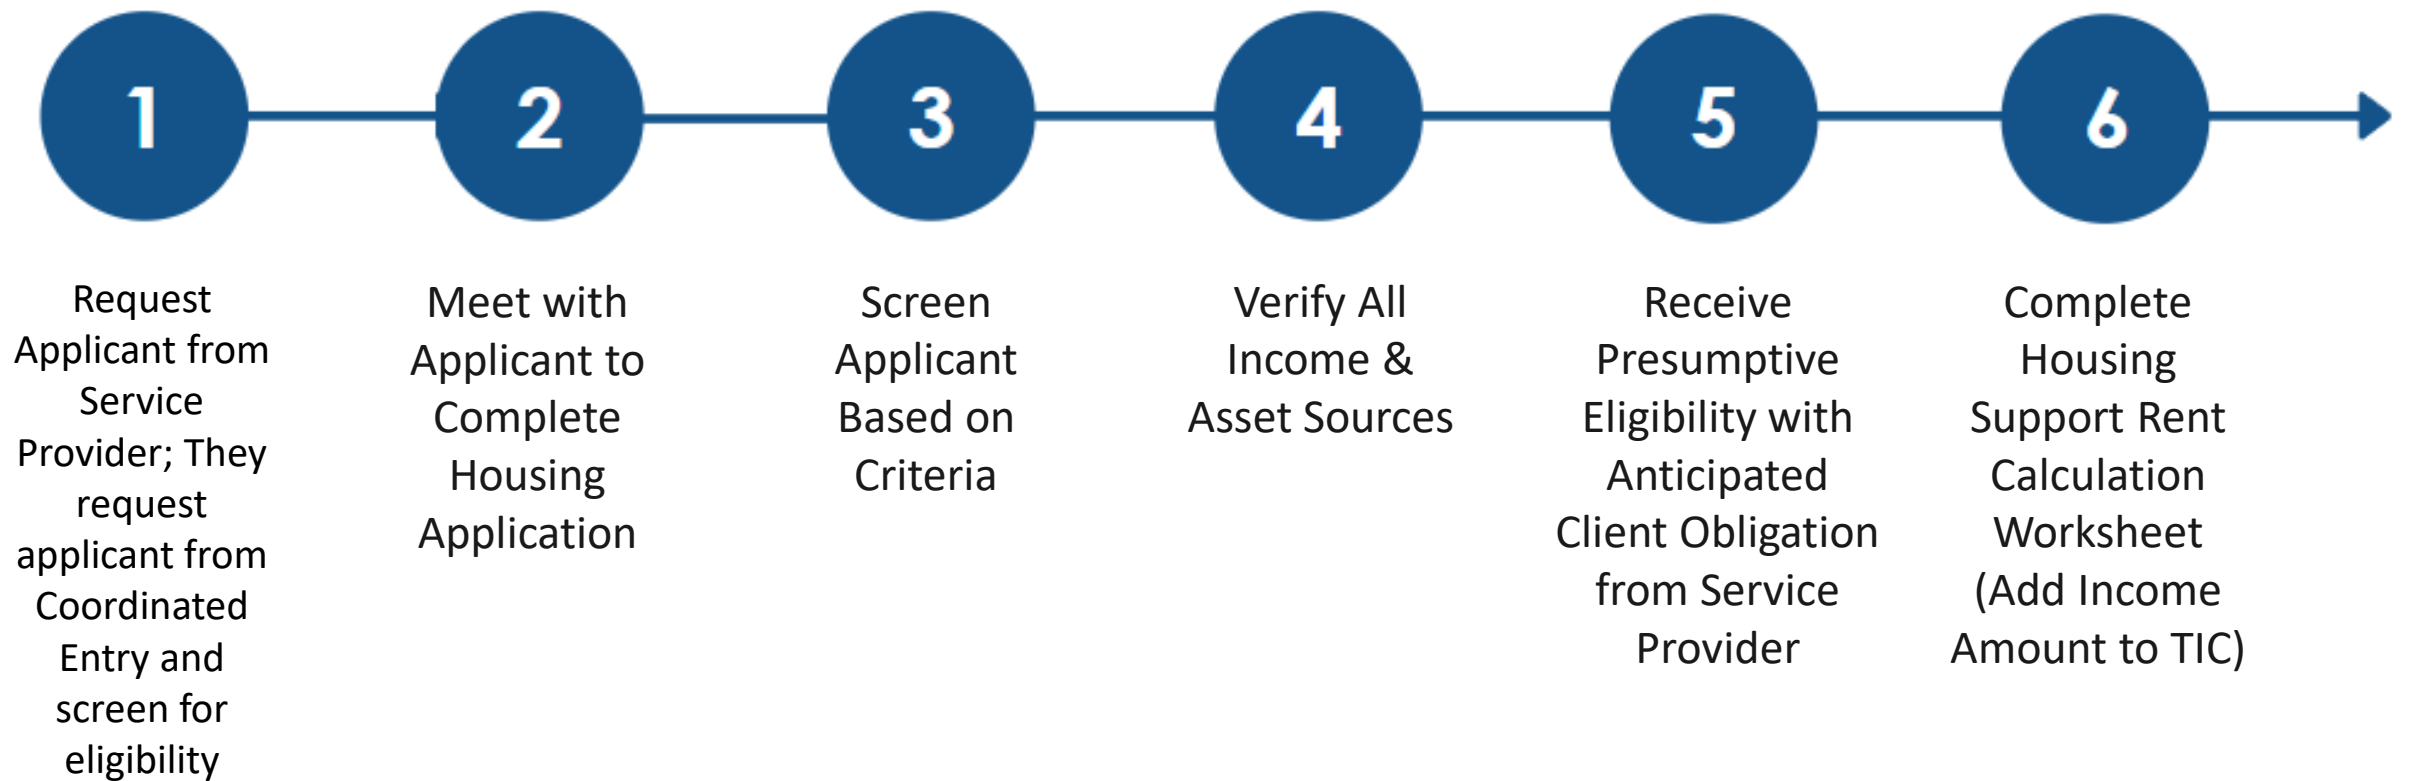 1
2
3
4
5
6
Request
Applicant from
Service
Provider; They
request
applicant from
Coordinated
Entry and
screen for
eligibility
Meet with
Applicant to
Complete
Housing
Application
Screen
Applicant
Based on
Criteria
Verify All
Income &
Asset Sources
Receive
Presumptive
Eligibility with
Anticipated
Client Obligation
from Service
Provider
Complete
Housing
Support Rent
Calculation
Worksheet
(Add Income
Amount to TIC)